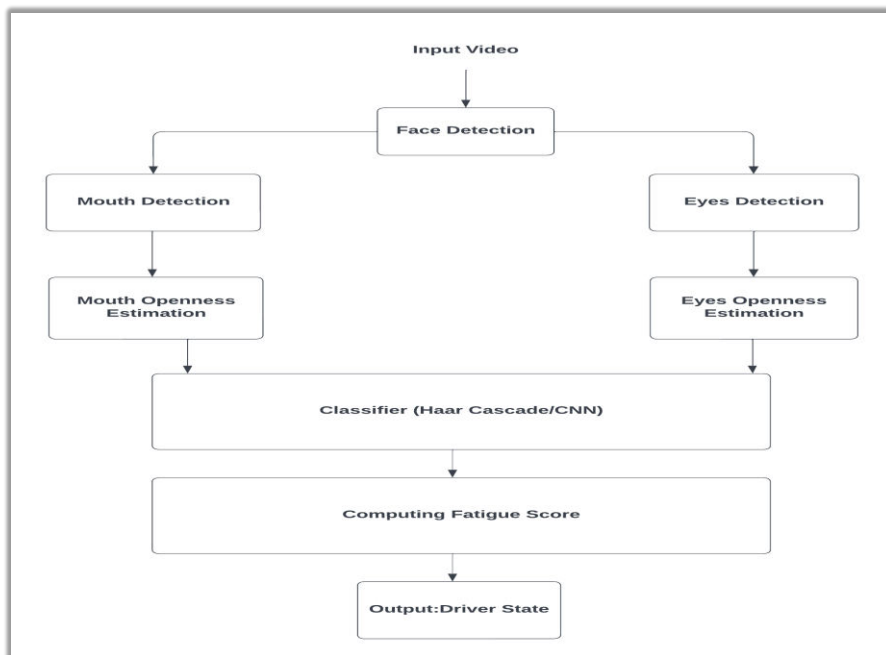 Input Video
Face Detection
Mouth Detection
Eyes Detection
Mouth Openness
Estimation
Eyes Openness
Estimation
Classifier (Haar Cascade/CNN)
Computing Fatigue Score
Output:Driver State